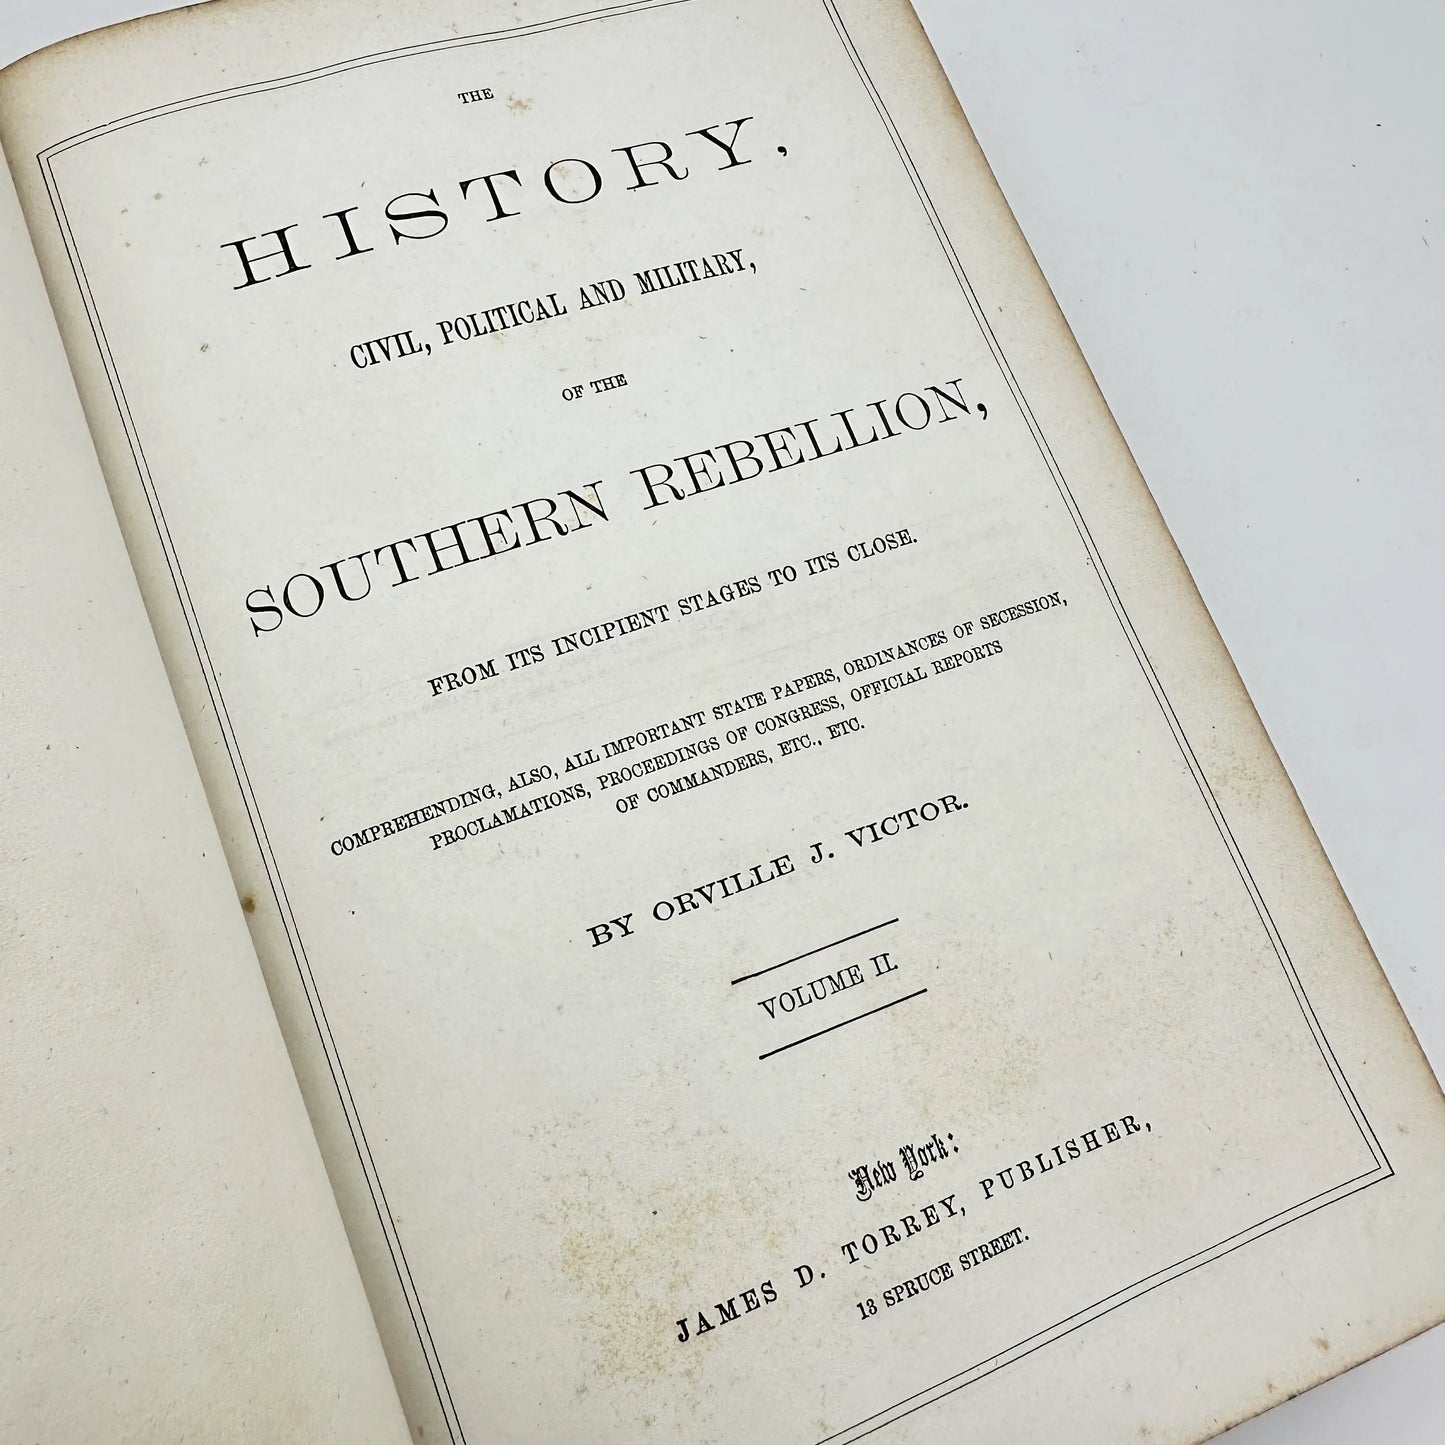 THE
HISTORY,
CIVIL, POLITICAL AND MILITARY,
OF THE
SOUTHERN REBELLION,
FROM ITS INCIPIENT STAGES TO ITS CLOSE.
COMPREHENDING, ALSO, ALL IMPORTANT STATE PAPERS, ORDINANCES OF SECESSION,
PROCLAMATIONS, PROCEEDINGS OF CONGRESS, OFFICIAL REPORTS
OF COMMANDERS, ETC., ETC.
BY ORVILLE J. VICTOR.
VOLUME II.
New York:
JAMES D. TORREY, PUBLISHER,
13 SPRUCE STREET.